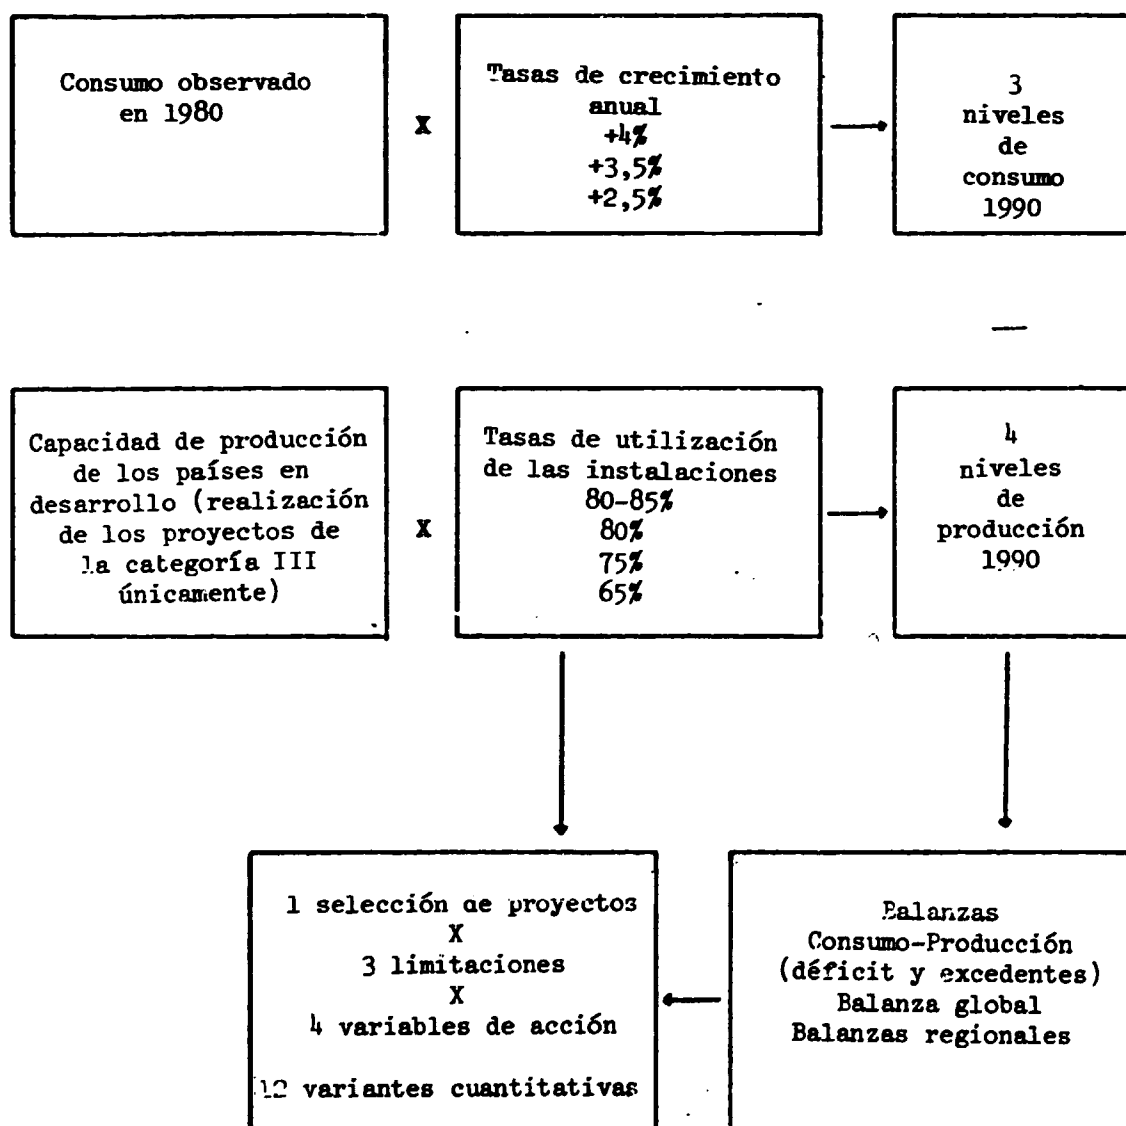 Consumo observado
en 1980
X
Tasas de crecimiento
anual
+4%
+3,5%
+2,5%
3
niveles
de
consumo
1990
—
Capacidad de producción
de los países en
desarrollo (realización
de los proyectos de
la categoría III
únicamente)
X
Tasas de utilización
de las instalaciones
80-85%
80%
75%
65%
4
niveles
de
producción
1990
1 selección de proyectos
X
3 limitaciones
X
4 variables de acción
12 variantes cuantitativas
Balanzas
Consumo-Producción
(déficit y excedentes)
Balanza global
Balanzas regionales